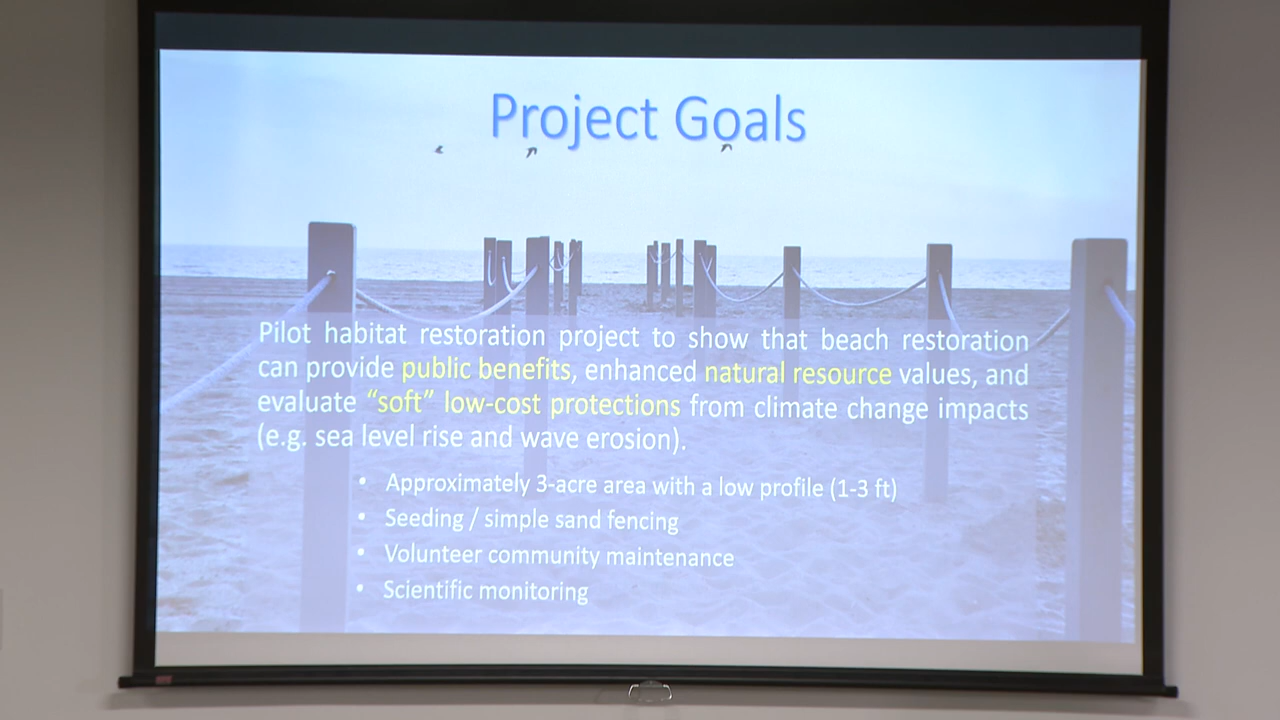 Project Goals
Pilot habitat restoration project to show that beach restoration
can provide public benefits, enhanced natural resource values, and
evaluate “soft” low-cost protections from climate change impacts
(e.g. sea level rise and wave erosion).
• Approximately 3-acre area with a low profile (1-3 ft)
• Seeding / simple sand fencing
• Volunteer community maintenance
• Scientific monitoring